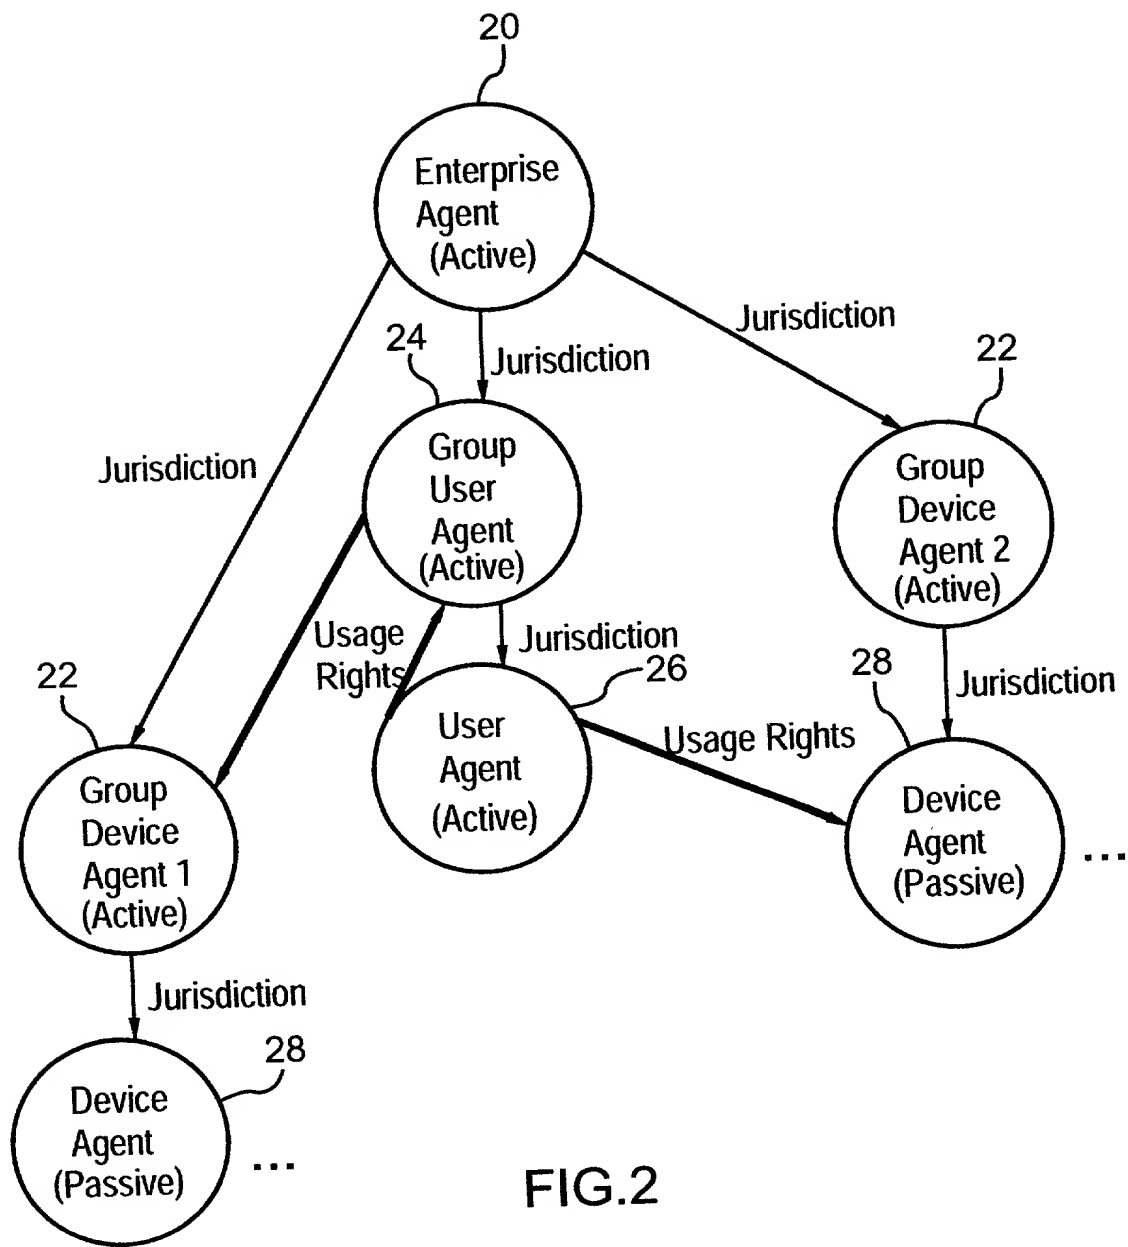 20
Enterprise
Agent
(Active)
Jurisdiction
24
Jurisdiction
22
Group
User
Agent
(Active)
Jurisdiction
Group
Device
Agent 2
(Active)
Usage
Rights
Jurisdiction
26
22
28
Jurisdiction
User
Agent
(Active)
Usage Rights
Group
Device
Agent 1
(Active)
Device
Agent
(Passive)
...
Jurisdiction
28
Device
Agent
(Passive)
...
FIG.2